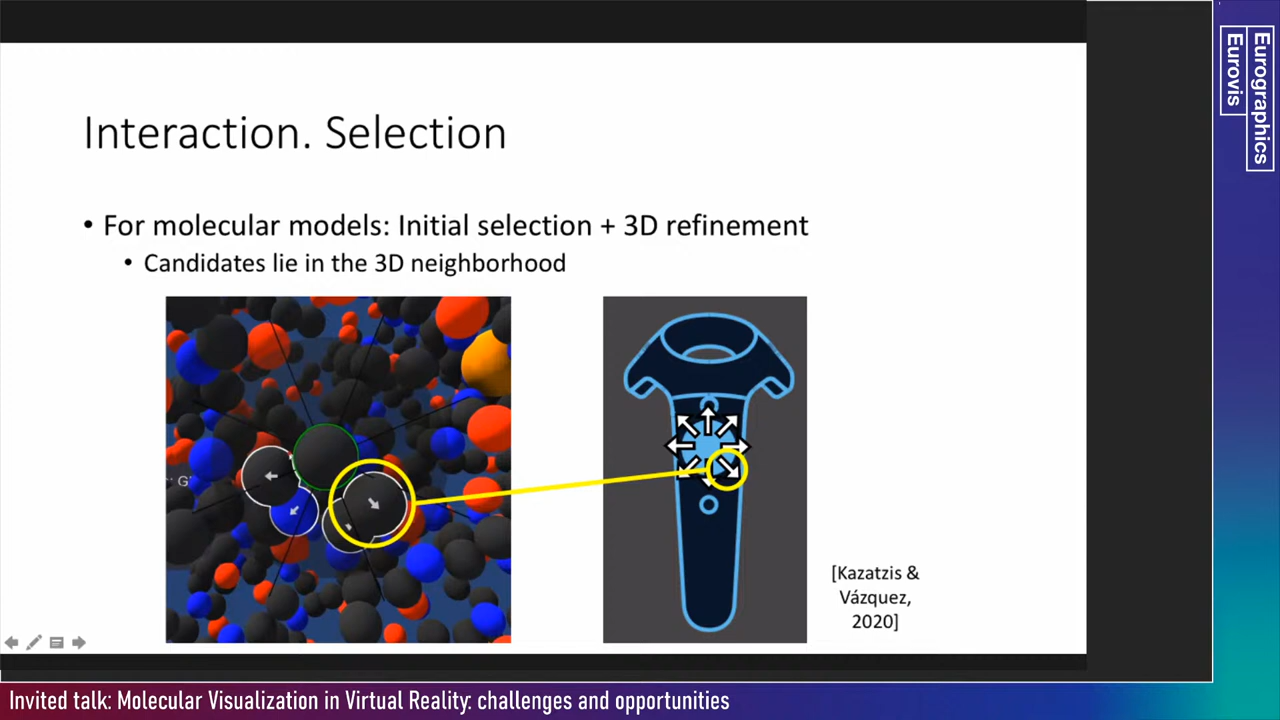 Interaction. Selection
• For molecular models: Initial selection + 3D refinement
• Candidates lie in the 3D neighborhood
: G
[Kazatzis &
Vázquez,
2020]
Eurographics
Eurovis
Invited talk: Molecular Visualization in Virtual Reality: challenges and opportunities